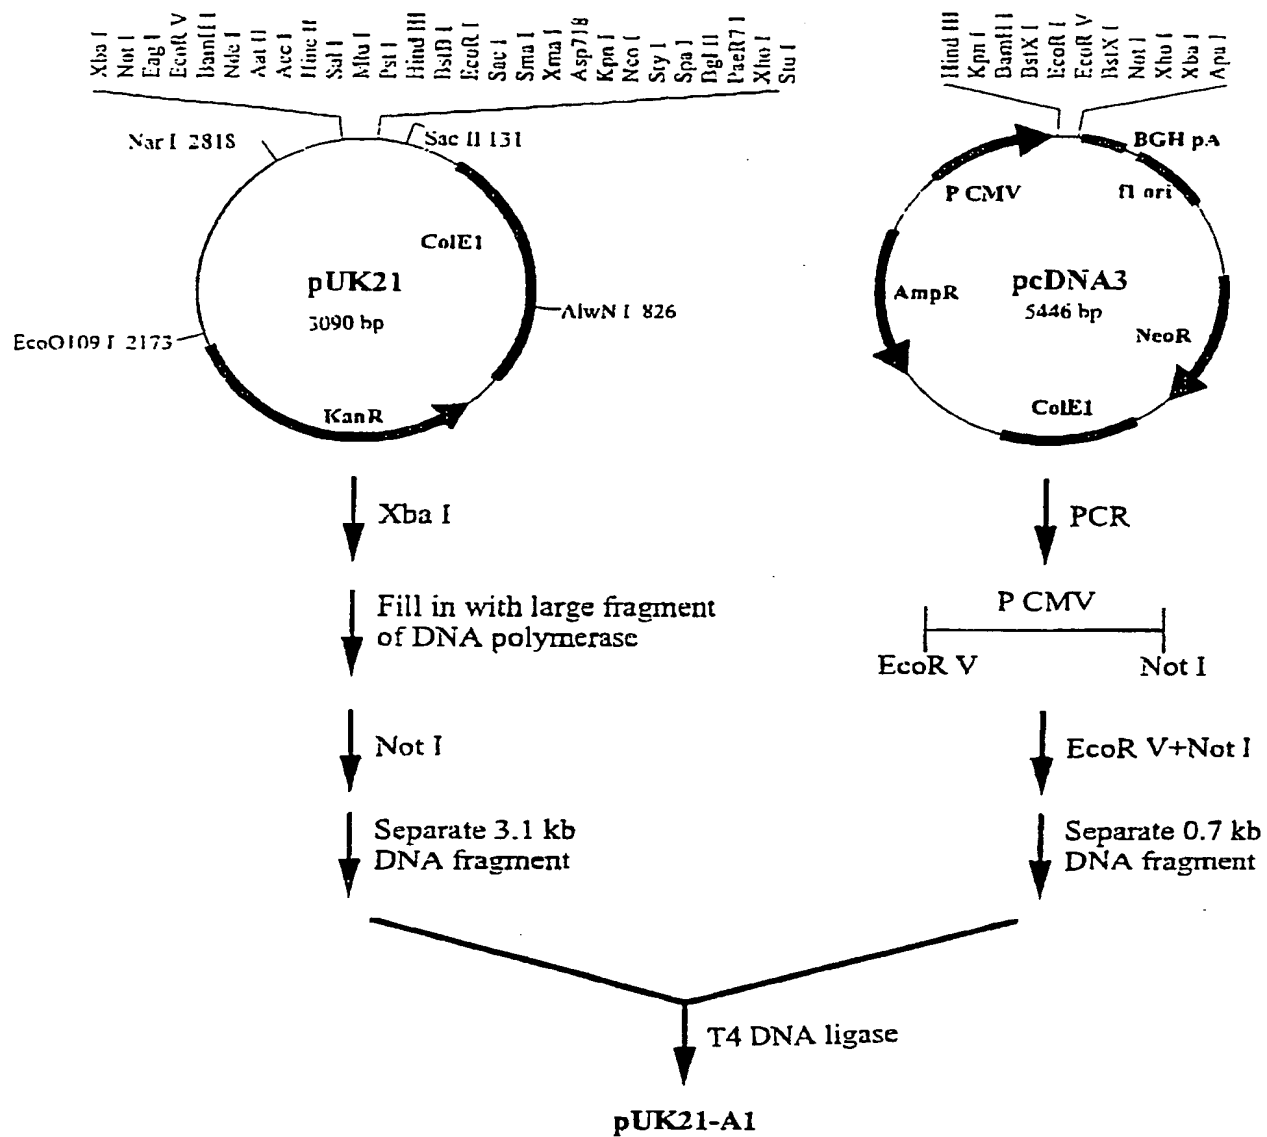 Xba I
Not I
Eag I
EcoR V
BamH I
Nde I
Aat II
Acc I
Hinc II
Sal I
Mlu I
Pst I
Hind III
BstB I
EcoR I
Sac I
Sma I
Xma I
Asp718
Kpn I
Nco I
Sty I
Spa I
Bgl II
PaeR7 I
Xho I
Stu I
Hind III
Kpn I
BamH I
BstX I
EcoR I
EcoR V
BstX I
Not I
Xho I
Xba I
Apa I
Nar I 2818
Sac II 131
ColE1
pUK21
3090 bp
AlwN I 826
EcoO109 I 2173
KanR
BGH pA
P CMV
f1 ori
AmpR
pcDNA3
5446 bp
NeoR
ColE1
Xba I
Fill in with large fragment
of DNA polymerase
Not I
Separate 3.1 kb
DNA fragment
PCR
P CMV
EcoR V
Not I
EcoR V+Not I
Separate 0.7 kb
DNA fragment
T4 DNA ligase
pUK21-A1